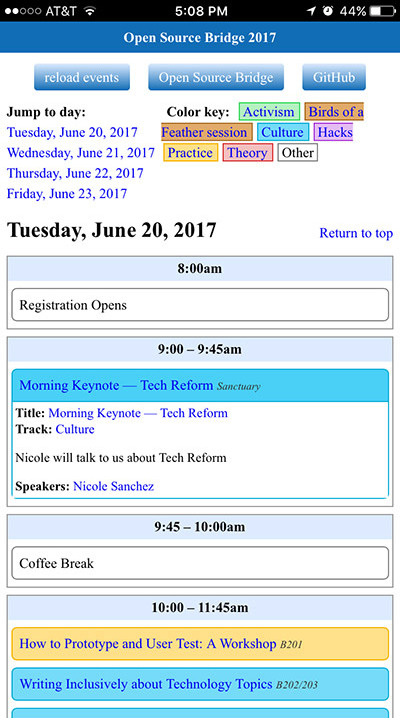 AT&T 5:08 PM 44%
Open Source Bridge 2017
reload events Open Source Bridge GitHub
Jump to day:
Tuesday, June 20, 2017
Wednesday, June 21, 2017
Thursday, June 22, 2017
Friday, June 23, 2017
Color key: Activism Birds of a
Feather session Culture Hacks
Practice Theory Other
Tuesday, June 20, 2017 Return to top
8:00am
Registration Opens
9:00 – 9:45am
Morning Keynote — Tech Reform Sanctuary
Title: Morning Keynote — Tech Reform
Track: Culture
Nicole will talk to us about Tech Reform
Speakers: Nicole Sanchez
9:45 – 10:00am
Coffee Break
10:00 – 11:45am
How to Prototype and User Test: A Workshop B201
Writing Inclusively about Technology Topics B202/203